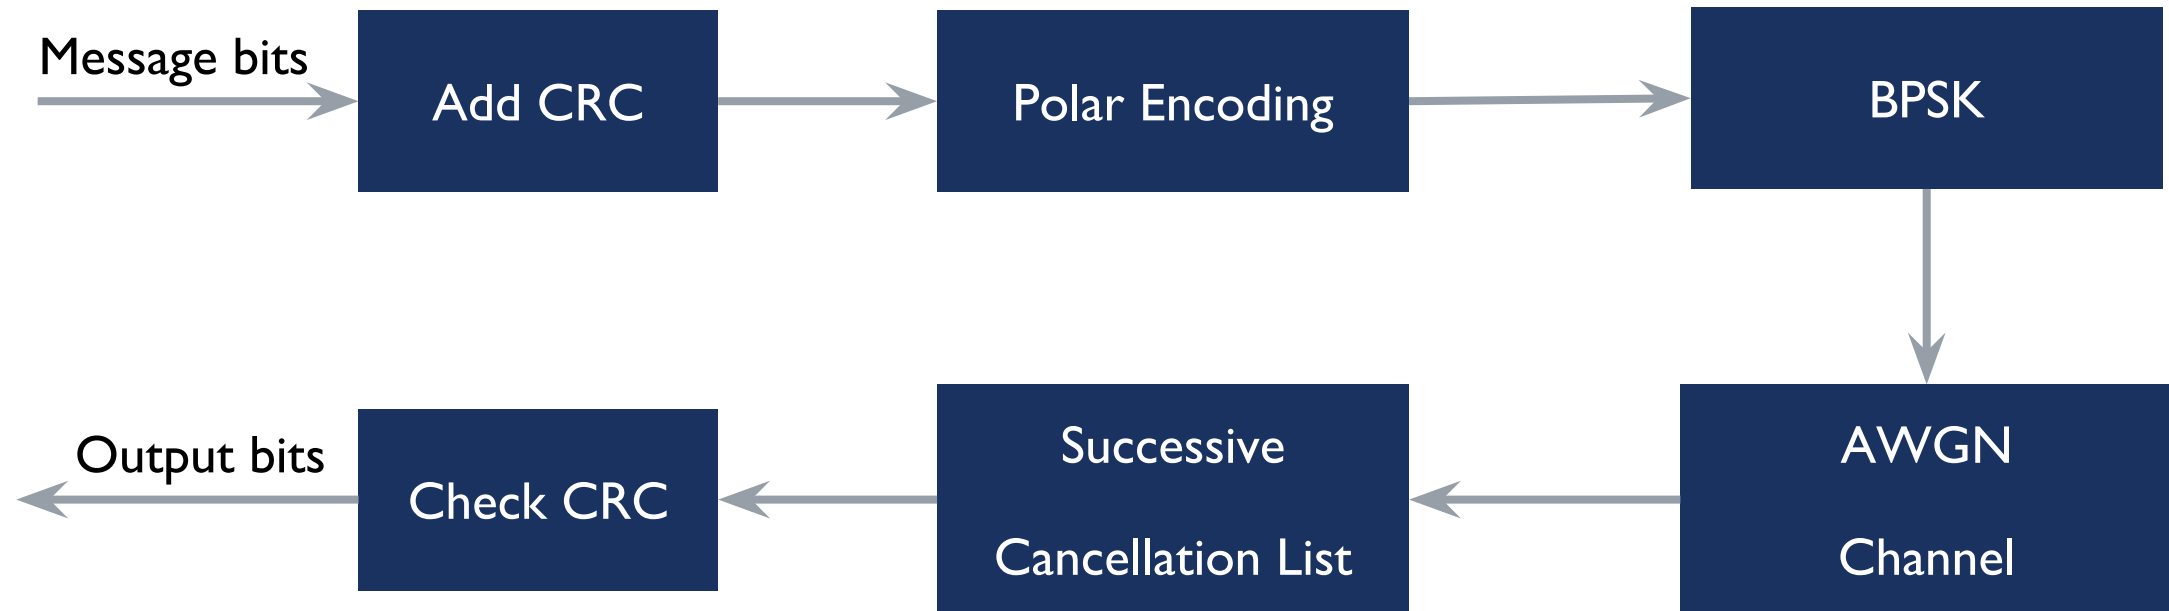 Message bits
Add CRC
Polar Encoding
BPSK
Output bits
Check CRC
Successive
Cancellation List
AWGN
Channel